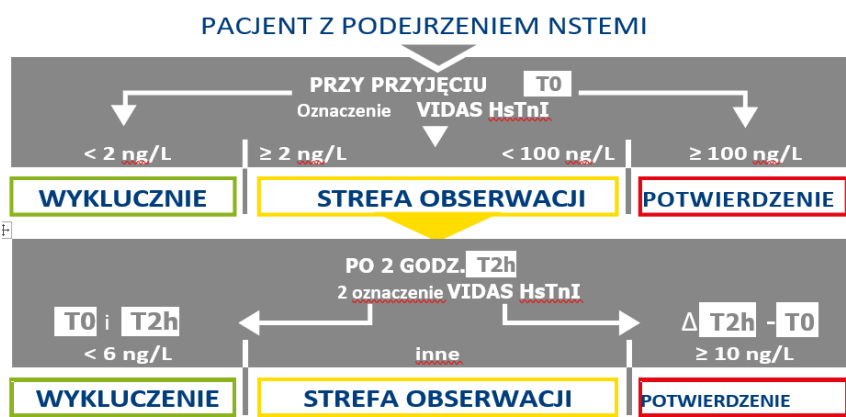 PACJENT Z PODEJRZENIEM NSTEMI
PRZY PRZYJĘCIU T0
Oznaczenie VIDAS HsTnI
< 2 ng/L ≥ 2 ng/L < 100 ng/L ≥ 100 ng/L
WYKLUCZNIE STREFA OBSERWACJI POTWIERDZENIE
PO 2 GODZ. T2h
2 oznaczenie VIDAS HsTnI
T0 i T2h Δ T2h - T0
< 6 ng/L inne ≥ 10 ng/L
WYKLUCZENIE STREFA OBSERWACJI POTWIERDZENIE